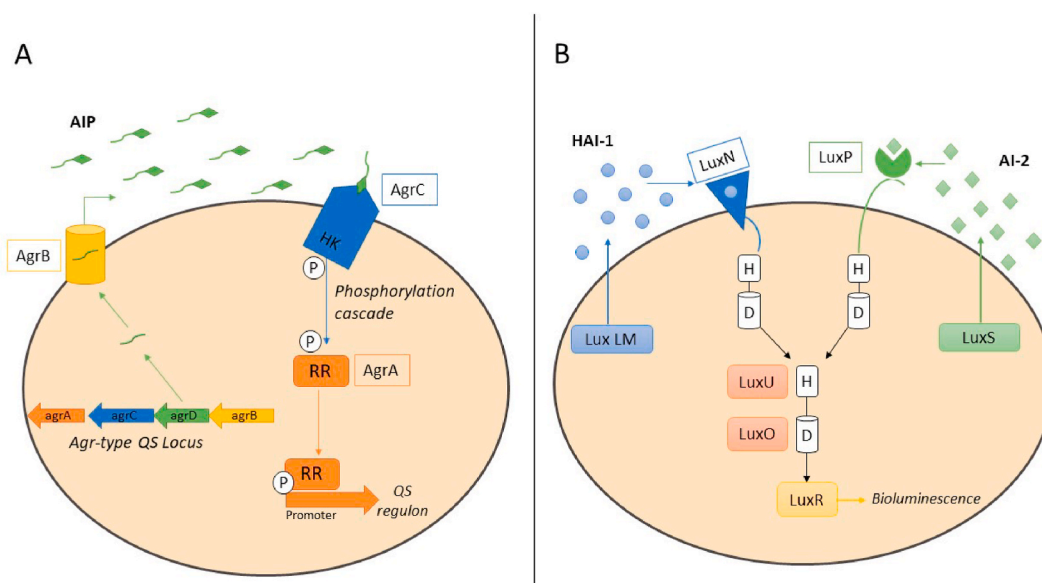 A
AIP
AgrC
AgrB
HK
P
Phosphorylation
cascade
P
RR
AgrA
agrA
agrC
agrD
agrB
Agr-type QS Locus
RR
P
Promoter
QS
regulon
B
HAI-1
LuxN
LuxP
AI-2
H
H
D
D
Lux LM
LuxS
LuxU
H
LuxO
D
LuxR
Bioluminescence